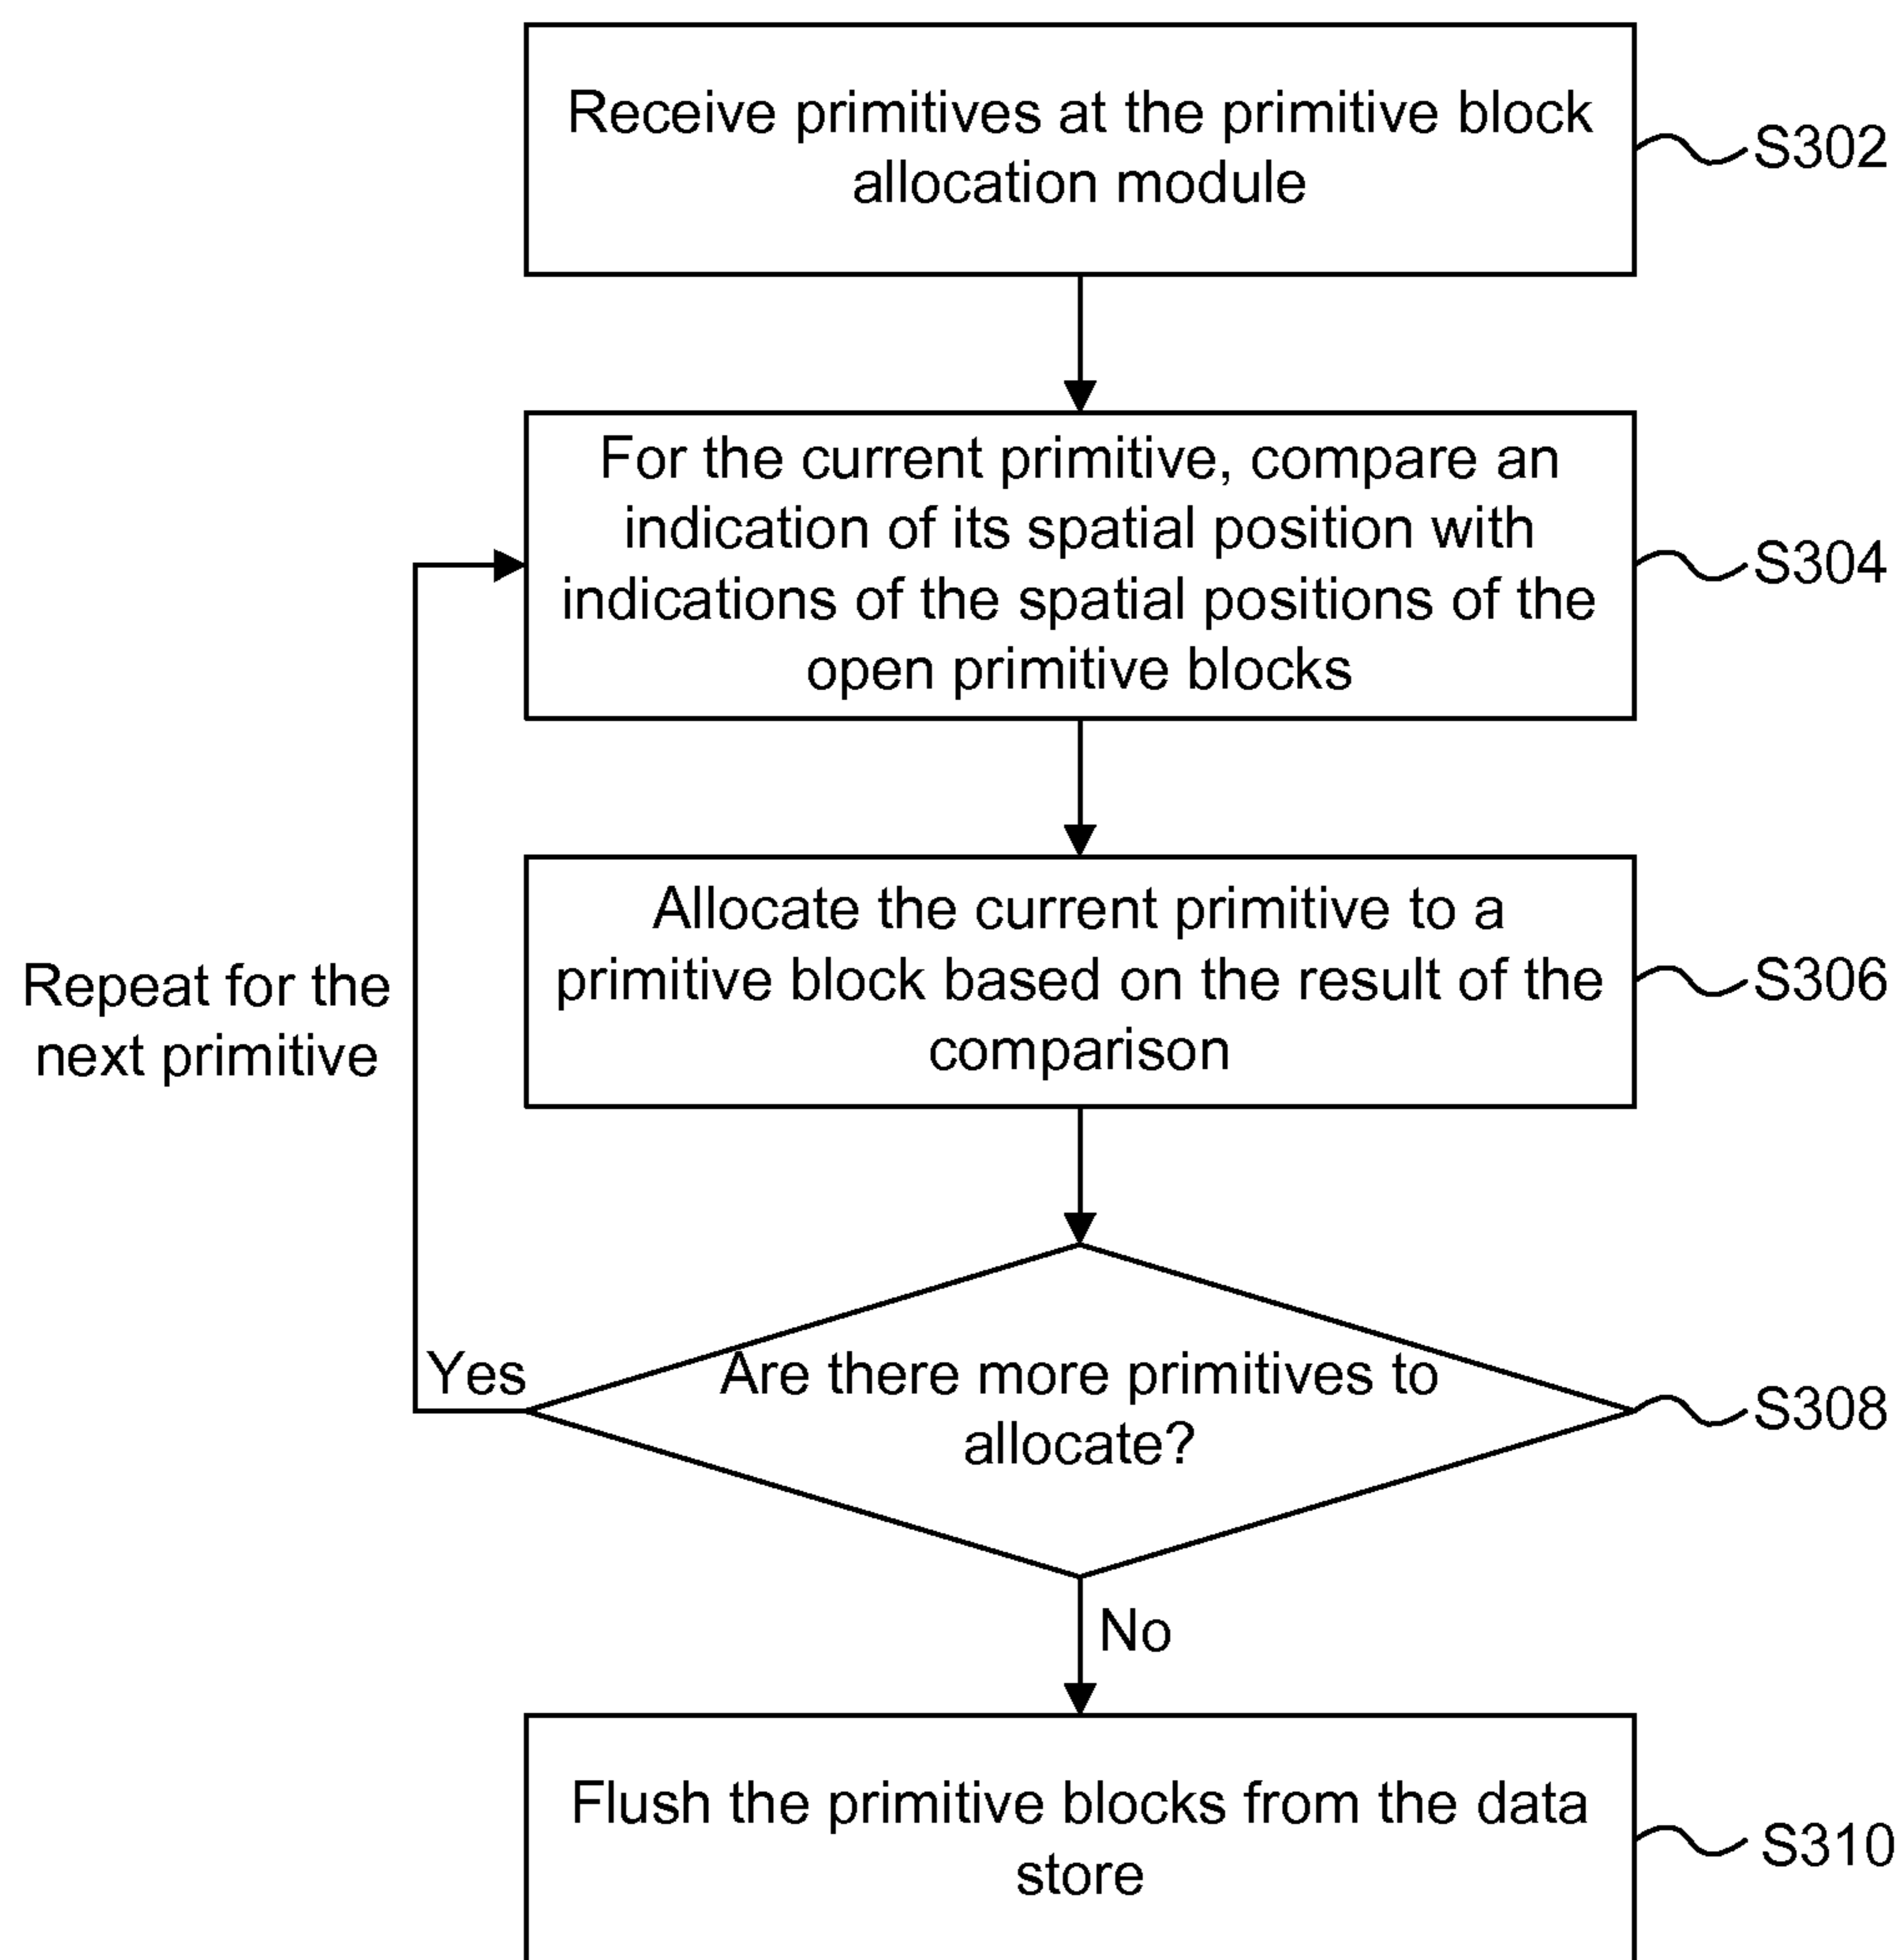 Receive primitives at the primitive block
allocation module
S302
For the current primitive, compare an
indication of its spatial position with
indications of the spatial positions of the
open primitive blocks
S304
Allocate the current primitive to a
primitive block based on the result of the
comparison
S306
Repeat for the
next primitive
Yes
Are there more primitives to
allocate?
S308
No
Flush the primitive blocks from the data
store
S310